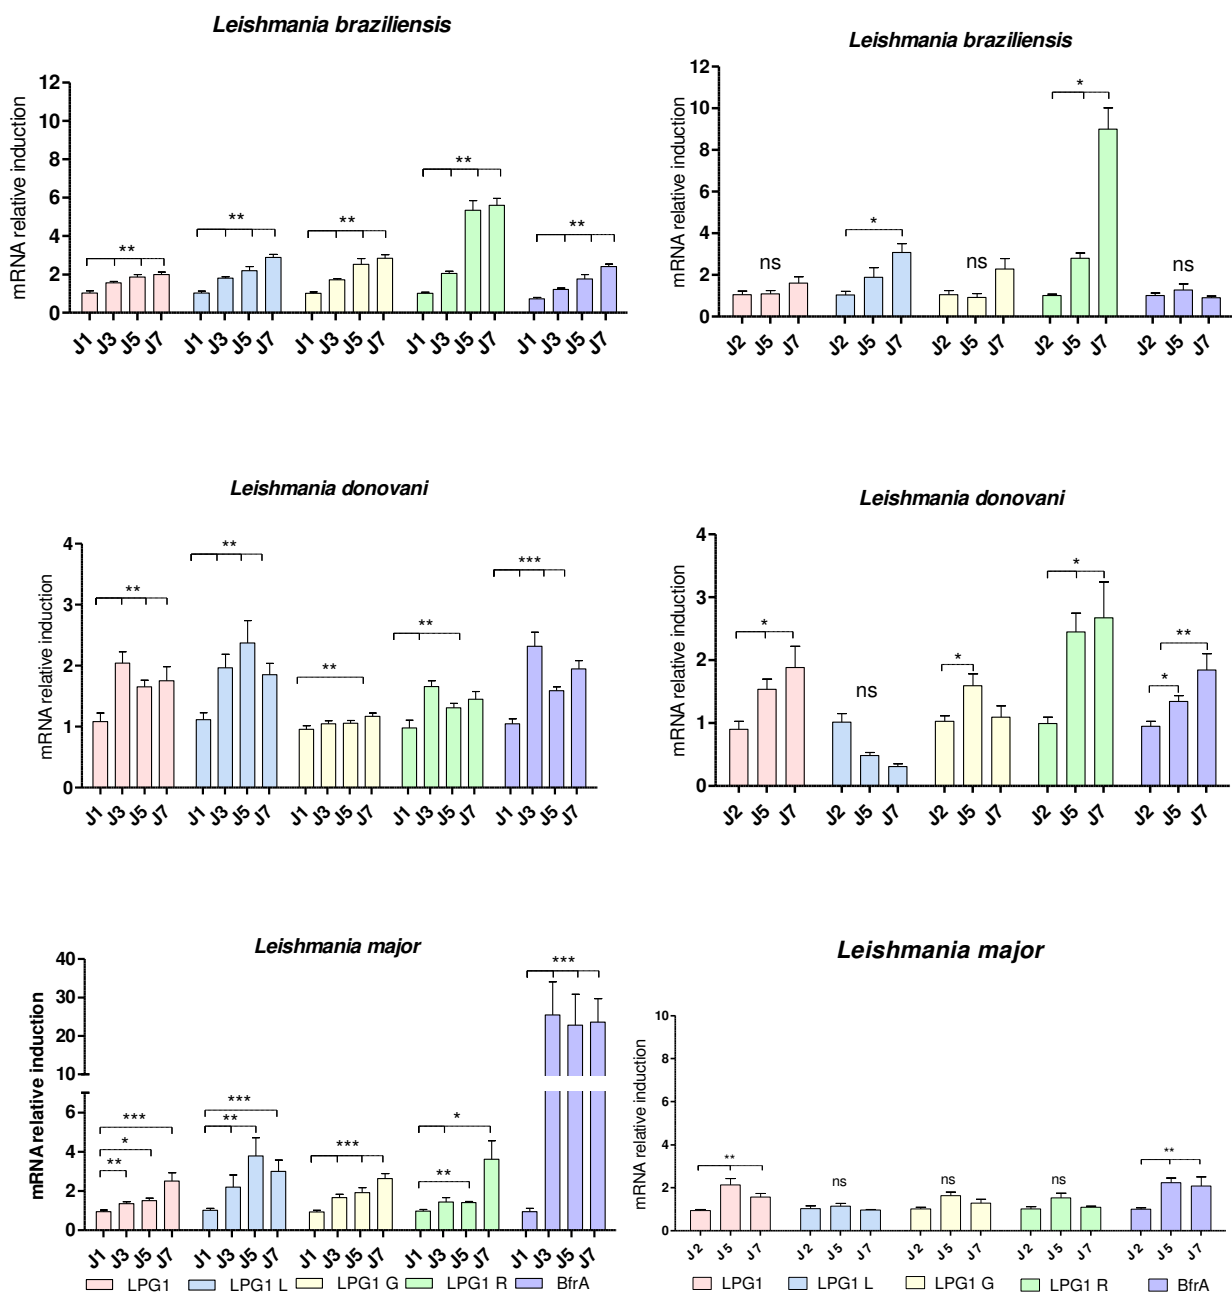 Leishmania braziliensis
mRNA relative induction
12
10
8
6
4
2
0
** ** ** ** **
J1 J3 J5 J7 J1 J3 J5 J7 J1 J3 J5 J7 J1 J3 J5 J7 J1 J3 J5 J7
Leishmania braziliensis
mRNA relative induction
12
10
8
6
4
2
0
ns * ns * ns
J2 J5 J7 J2 J5 J7 J2 J5 J7 J2 J5 J7 J2 J5 J7
Leishmania donovani
mRNA relative induction
4
3
2
1
0
** ** ** ** ***
J1 J3 J5 J7 J1 J3 J5 J7 J1 J3 J5 J7 J1 J3 J5 J7 J1 J3 J5 J7
Leishmania donovani
mRNA relative induction
4
3
2
1
0
* ns * * * **
J2 J5 J7 J2 J5 J7 J2 J5 J7 J2 J5 J7 J2 J5 J7
Leishmania major
mRNA relative induction
40
30
20
10
6
4
2
0
*** * ** *** ** *** * ** ***
J1 J3 J5 J7 J1 J3 J5 J7 J1 J3 J5 J7 J1 J3 J5 J7 J1 J3 J5 J7
LPG1 LPG1 L LPG1 G LPG1 R BfrA
Leishmania major
mRNA relative induction
10
8
6
4
2
0
** ns ns ns **
J2 J5 J7 J2 J5 J7 J2 J5 J7 J2 J5 J7 J2 J5 J7
LPG1 LPG1 L LPG1 G LPG1 R BfrA